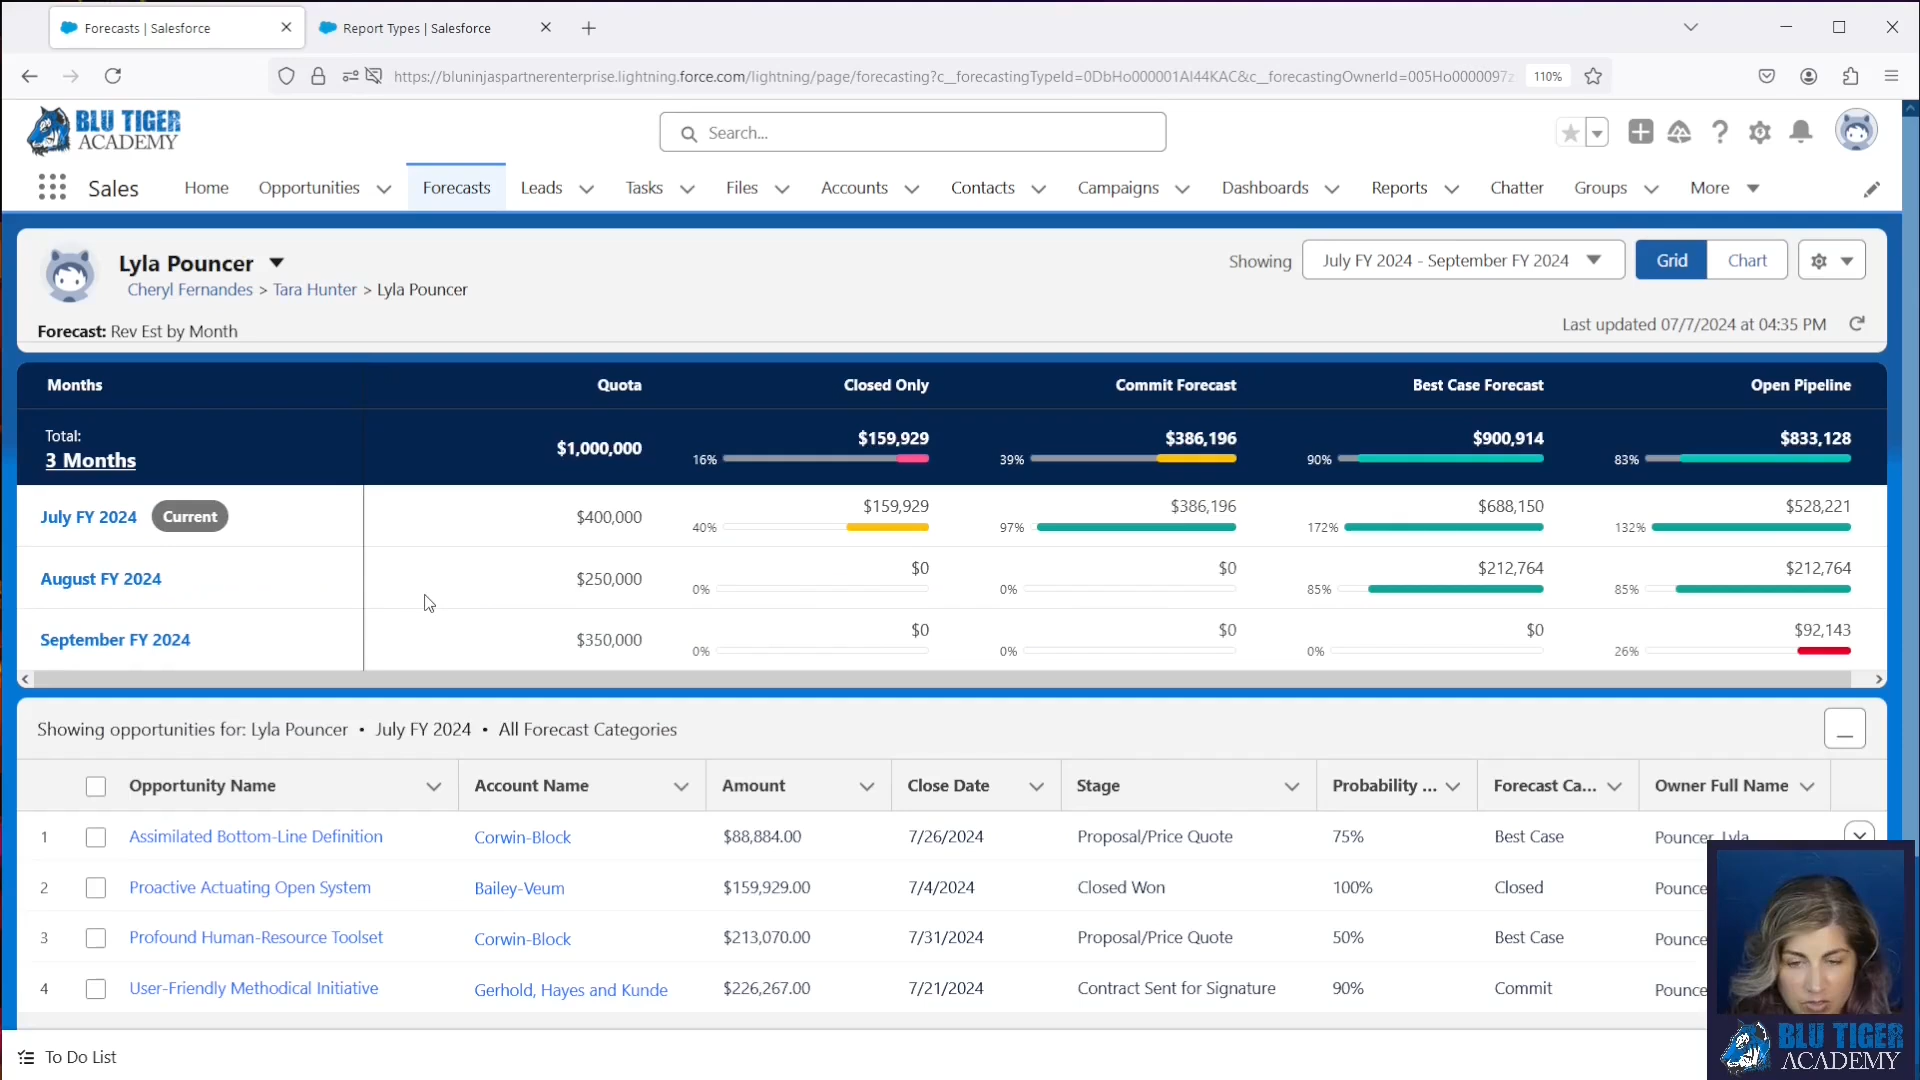 Forecasts | Salesforce
Report Types | Salesforce
https://bluninjaspartnerenterprise.lightning.force.com/lightning/page/forecasting?c__forecastingTypeId=0DbHo000001Al44KAC&c__forecastingOwnerId=005Ho0000097z
110%
BLU TIGER
ACADEMY
Search...
Sales
Home
Opportunities
Forecasts
Leads
Tasks
Files
Accounts
Contacts
Campaigns
Dashboards
Reports
Chatter
Groups
More
Lyla Pouncer
Cheryl Fernandes > Tara Hunter > Lyla Pouncer
Forecast: Rev Est by Month
Showing
July FY 2024 - September FY 2024
Grid
Chart
Last updated 07/7/2024 at 04:35 PM
Months Quota Closed Only Commit Forecast Best Case Forecast Open Pipeline
Total:
3 Months
$1,000,000
$159,929
16%
$386,196
39%
$900,914
90%
$833,128
83%
July FY 2024
Current
$400,000
$159,929
40%
$386,196
97%
$688,150
172%
$528,221
132%
August FY 2024
$250,000
$0
0%
$0
0%
$212,764
85%
$212,764
85%
September FY 2024
$350,000
$0
0%
$0
0%
$0
0%
$92,143
26%
Showing opportunities for: Lyla Pouncer • July FY 2024 • All Forecast Categories
Opportunity Name Account Name Amount Close Date Stage Probability ... Forecast Ca... Owner Full Name
1 Assimilated Bottom-Line Definition Corwin-Block $88,884.00 7/26/2024 Proposal/Price Quote 75% Best Case Pouncer, Lyla
2 Proactive Actuating Open System Bailey-Veum $159,929.00 7/4/2024 Closed Won 100% Closed Pounce
3 Profound Human-Resource Toolset Corwin-Block $213,070.00 7/31/2024 Proposal/Price Quote 50% Best Case Pounce
4 User-Friendly Methodical Initiative Gerhold, Hayes and Kunde $226,267.00 7/21/2024 Contract Sent for Signature 90% Commit Pounce
To Do List
BLU TIGER
ACADEMY